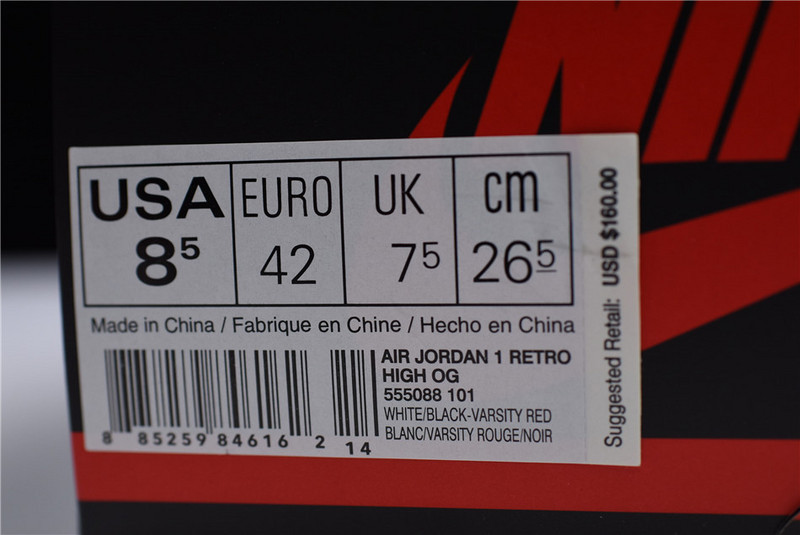 NIKE
USA EURO UK cm
8⁵ 42 7⁵ 26⁵
Made in China / Fabrique en Chine / Hecho en China
AIR JORDAN 1 RETRO
HIGH OG
555088 101
WHITE/BLACK-VARSITY RED
BLANC/VARSITY ROUGE/NOIR
8 85259 84616 2 14
Suggested Retail: USD $160.00